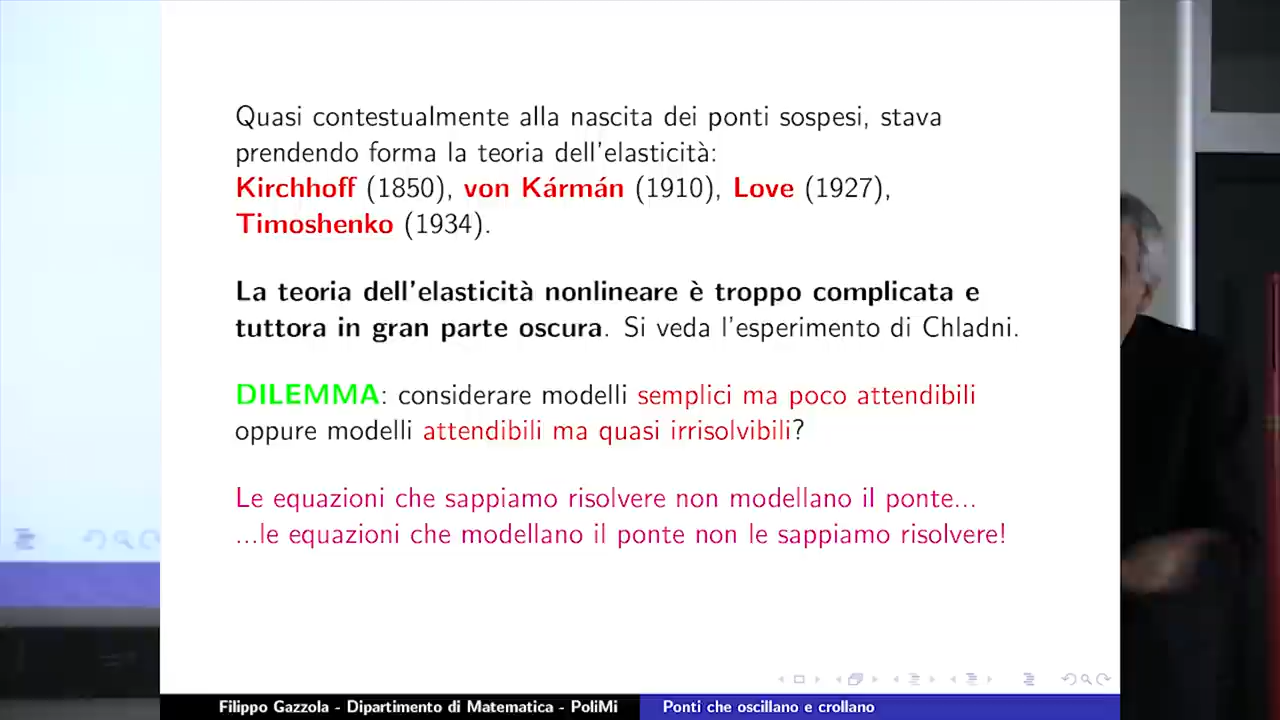 Quasi contestualmente alla nascita dei ponti sospesi, stava
prendendo forma la teoria dell'elasticità:
Kirchhoff (1850), von Kármán (1910), Love (1927),
Timoshenko (1934).
La teoria dell'elasticità nonlineare è troppo complicata e
tuttora in gran parte oscura. Si veda l'esperimento di Chladni.
DILEMMA: considerare modelli semplici ma poco attendibili
oppure modelli attendibili ma quasi irrisolvibili?
Le equazioni che sappiamo risolvere non modellano il ponte...
...le equazioni che modellano il ponte non le sappiamo risolvere!
Filippo Gazzola - Dipartimento di Matematica - PoliMi
Ponti che oscillano e crollano